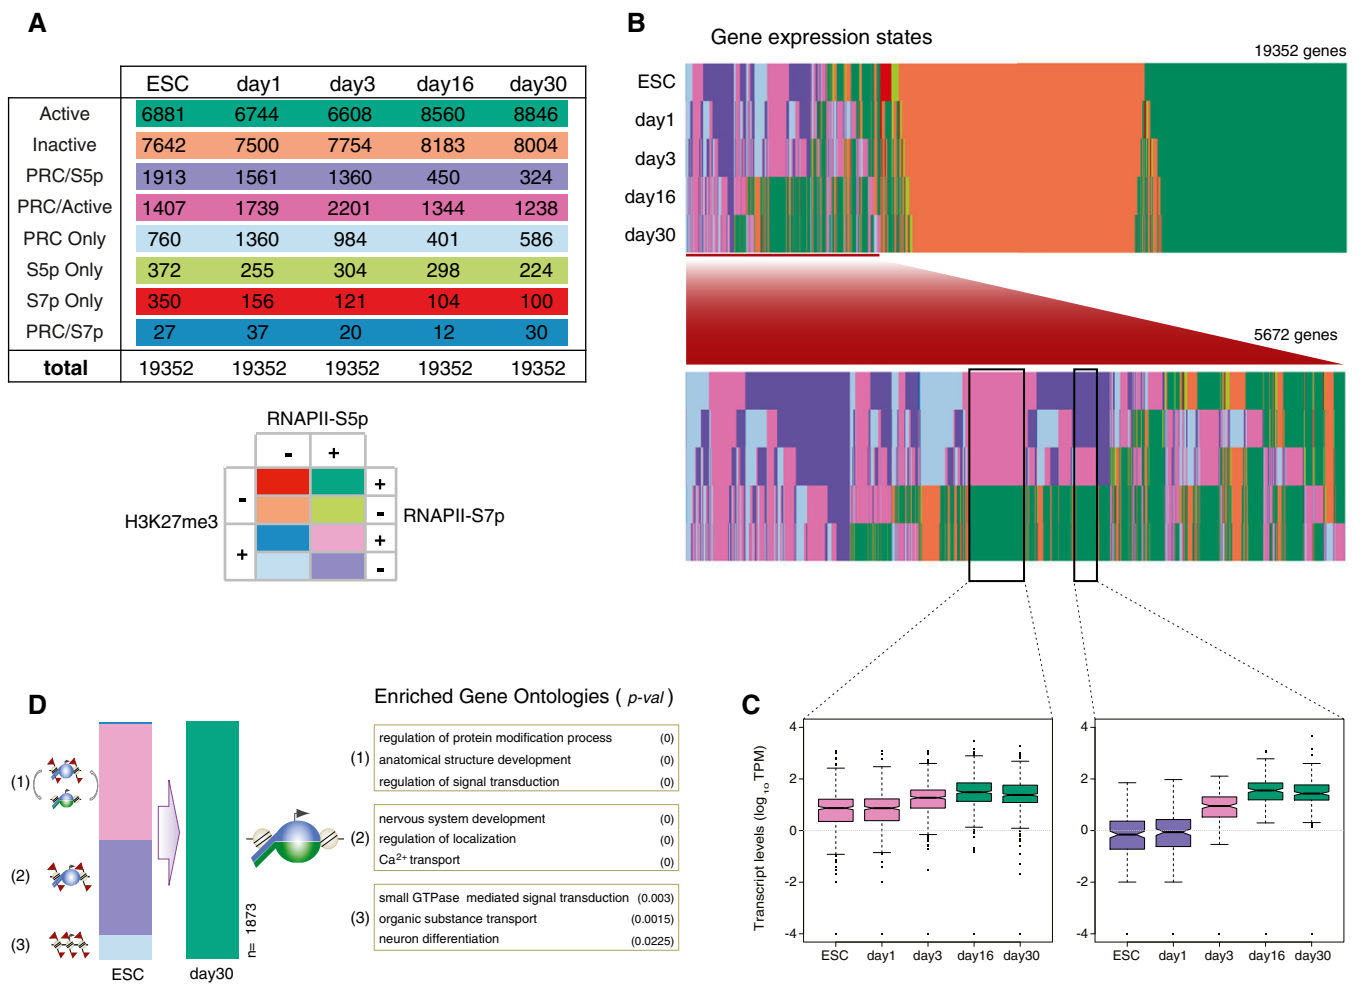 A
ESC day1 day3 day16 day30
Active 6881 6744 6608 8560 8846
Inactive 7642 7500 7754 8183 8004
PRC/S5p 1913 1561 1360 450 324
PRC/Active 1407 1739 2201 1344 1238
PRC Only 760 1360 984 401 586
S5p Only 372 255 304 298 224
S7p Only 350 156 121 104 100
PRC/S7p 27 37 20 12 30
total 19352 19352 19352 19352 19352
RNAPII-S5p
- +
- +
-
H3K27me3 RNAPII-S7p
+ +
-
B
Gene expression states
19352 genes
ESC
day1
day3
day16
day30
5672 genes
C
Transcript levels (log10 TPM)
4
2
0
-2
-4
ESC day1 day3 day16 day30
4
2
0
-2
-4
ESC day1 day3 day16 day30
D
Enriched Gene Ontologies ( p-val )
(1)
(2)
(3)
ESC day30
n= 1873
(1)
regulation of protein modification process (0)
anatomical structure development (0)
regulation of signal transduction (0)
(2)
nervous system development (0)
regulation of localization (0)
Ca2+ transport (0)
(3)
small GTPase mediated signal transduction (0.003)
organic substance transport (0.0015)
neuron differentiation (0.0225)